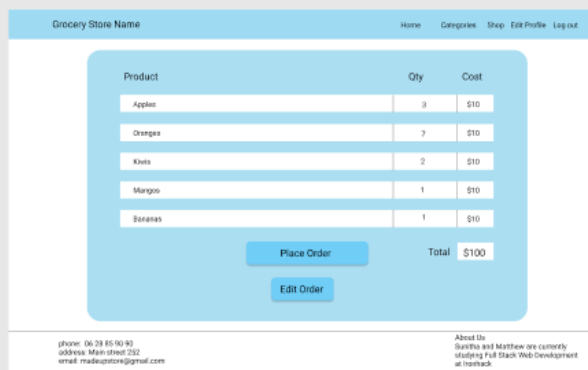 Grocery Store Name Home Categories Shop Edit Profile Log out
Product Qty Cost
Apples 3 $10
Oranges $10
Kiwis 2 $10
Mangos 1 $10
Bananas 1 $10
Place Order Total $100
Edit Order
phone: 06 28 85 90 90
address: Main street 252
email: madeupstore@gmail.com
About Us
Sunitha and Matthew are currently
studying Full Stack Web Development
at Ironhack